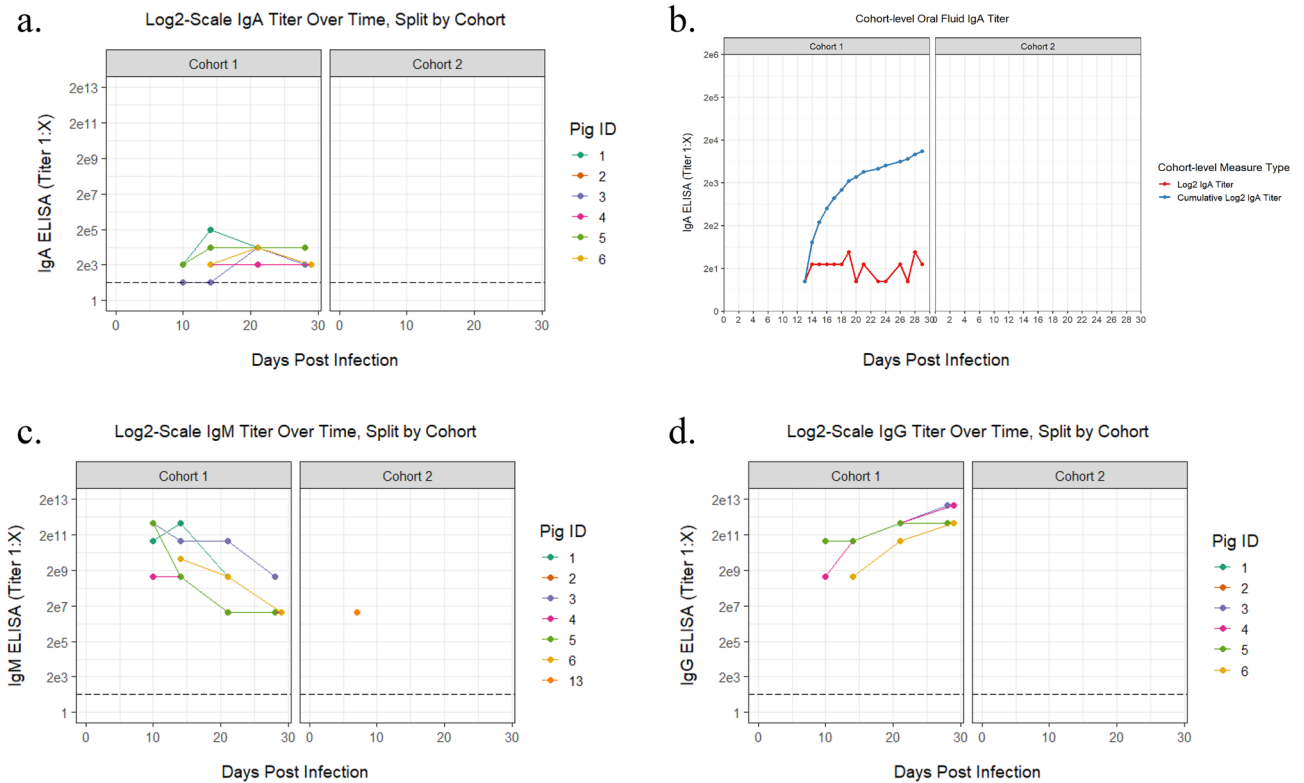 a.
Log2-Scale IgA Titer Over Time, Split by Cohort
Cohort 1
Cohort 2
2e13
2e11
2e9
2e7
2e5
2e3
1
IgA ELISA (Titer 1:X)
0 10 20 30 0 10 20 30
Days Post Infection
Pig ID
1
2
3
4
5
6
b.
Cohort-level Oral Fluid IgA Titer
Cohort 1
Cohort 2
2e6
2e5
2e4
2e3
2e2
2e1
0
IgA ELISA (Titer 1:X)
0 2 4 6 8 10 12 14 16 18 20 22 24 26 28 30 0 2 4 6 8 10 12 14 16 18 20 22 24 26 28 30
Days Post Infection
Cohort-level Measure Type
Log2 IgA Titer
Cumulative Log2 IgA Titer
c.
Log2-Scale IgM Titer Over Time, Split by Cohort
Cohort 1
Cohort 2
2e13
2e11
2e9
2e7
2e5
2e3
1
IgM ELISA (Titer 1:X)
0 10 20 30 0 10 20 30
Days Post Infection
Pig ID
1
2
3
4
5
6
13
d.
Log2-Scale IgG Titer Over Time, Split by Cohort
Cohort 1
Cohort 2
2e13
2e11
2e9
2e7
2e5
2e3
1
IgG ELISA (Titer 1:X)
0 10 20 30 0 10 20 30
Days Post Infection
Pig ID
1
2
3
4
5
6